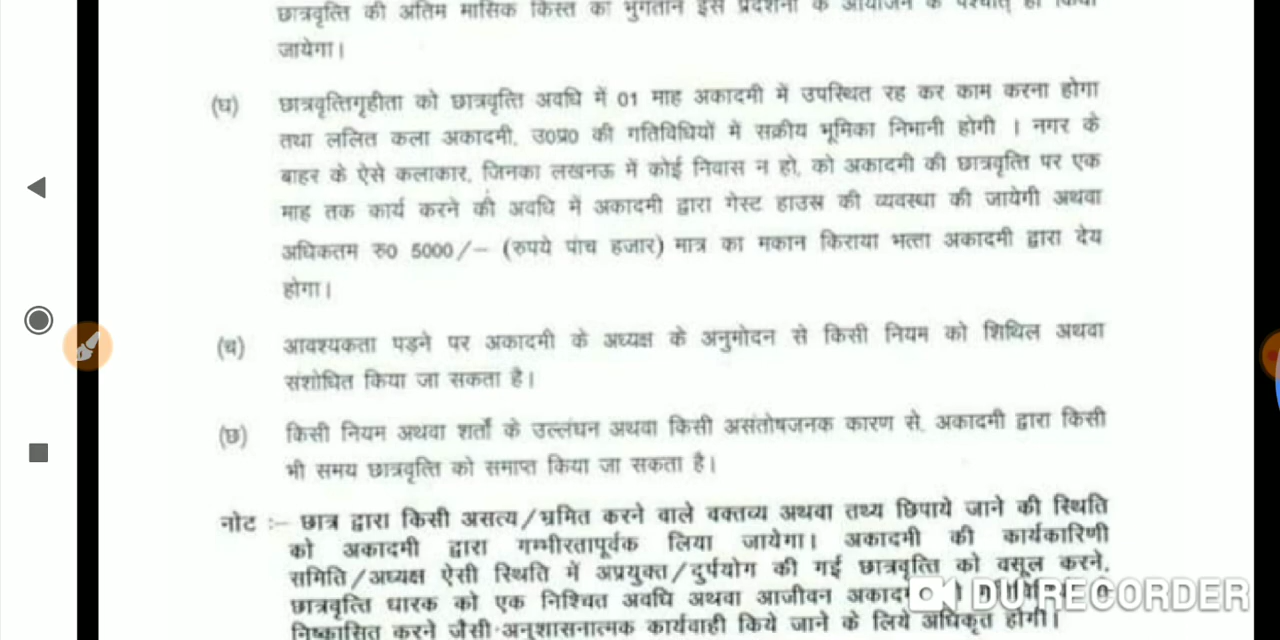 छात्रवृत्ति की अंतिम मासिक किस्त का भुगतान इस प्रदर्शनी के आयोजन के पश्चात् ही किया
जायेगा।
(घ) छात्रवृत्तिगृहीता को छात्रवृत्ति अवधि में 01 माह अकादमी में उपस्थित रह कर काम करना होगा
तथा ललित कला अकादमी, उ0प्र0 की गतिविधियों में सक्रीय भूमिका निभानी होगी । नगर के
बाहर के ऐसे कलाकार, जिनका लखनऊ में कोई निवास न हो, को अकादमी की छात्रवृत्ति पर एक
माह तक कार्य करने की अवधि में अकादमी द्वारा गेस्ट हाउस की व्यवस्था की जायेगी अथवा
अधिकतम रु0 5000/– (रुपये पांच हजार) मात्र का मकान किराया भत्ता अकादमी द्वारा देय
होगा।
(च) आवश्यकता पड़ने पर अकादमी के अध्यक्ष के अनुमोदन से किसी नियम को शिथिल अथवा
संशोधित किया जा सकता है।
(छ) किसी नियम अथवा शर्तों के उल्लंघन अथवा किसी असंतोषजनक कारण से, अकादमी द्वारा किसी
भी समय छात्रवृत्ति को समाप्त किया जा सकता है।
नोट :– छात्र द्वारा किसी असत्य/भ्रमित करने वाले वक्तव्य अथवा तथ्य छिपाये जाने की स्थिति
को अकादमी द्वारा गम्भीरतापूर्वक लिया जायेगा। अकादमी की कार्यकारिणी
समिति/अध्यक्ष ऐसी स्थिति में अप्रयुक्त/दुर्पयोग की गई छात्रवृत्ति को वसूल करने,
छात्रवृत्ति धारक को एक निश्चित अवधि अथवा आजीवन
निष्कासित करने जैसी अनुशासनात्मक कार्यवाही किये जाने के लिये अधिकृत होगी।
DU RECORDER